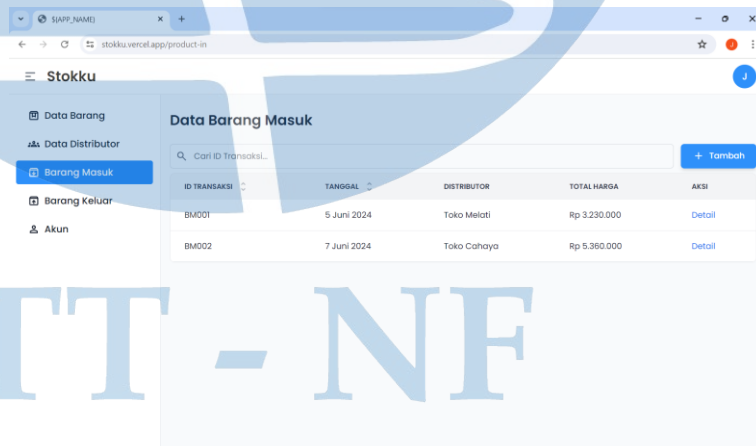 ${APP_NAME}
stokku.vercel.app/product-in
J
Stokku
J
Data Barang
Data Distributor
Barang Masuk
Barang Keluar
Akun
Data Barang Masuk
Cari ID Transaksi...
+ Tambah
ID TRANSAKSI TANGGAL DISTRIBUTOR TOTAL HARGA AKSI
BM001 5 Juni 2024 Toko Melati Rp 3.230.000 Detail
BM002 7 Juni 2024 Toko Cahaya Rp 5.360.000 Detail
TT - NF